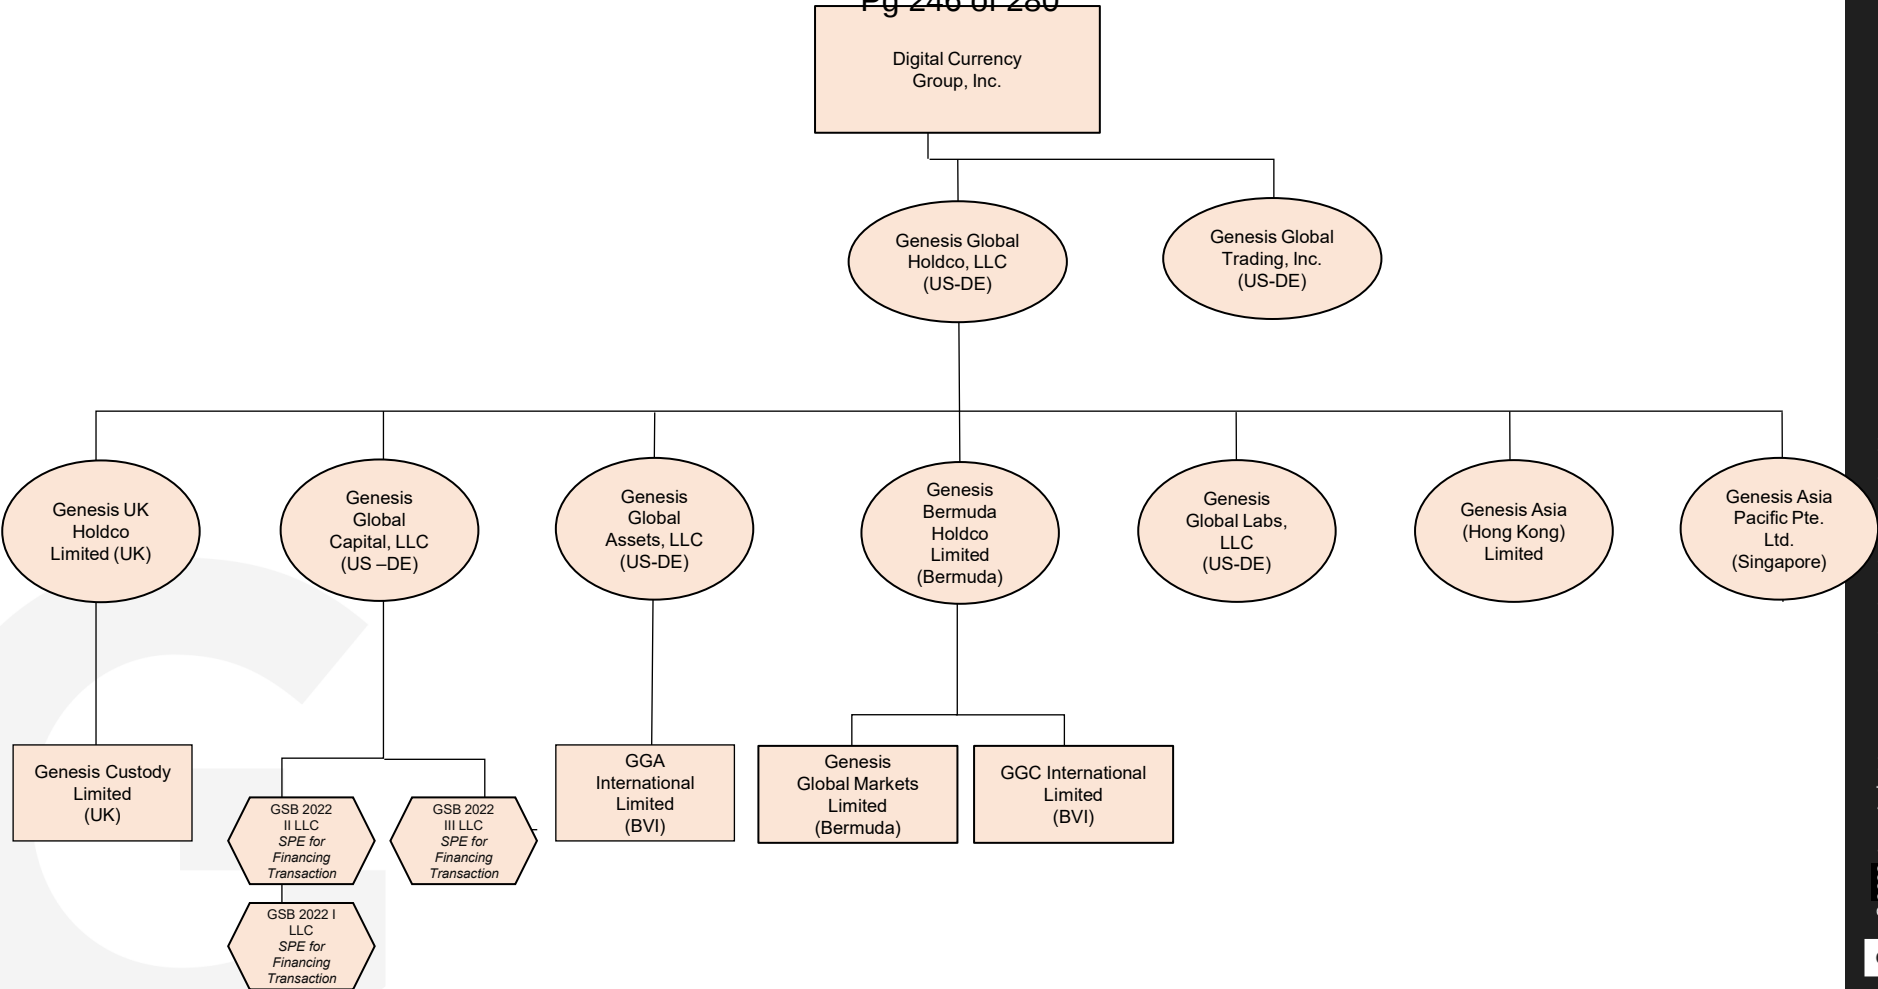 Pg 246 of 280
Digital Currency
Group, Inc.
Genesis Global
Holdco, LLC
(US-DE)
Genesis Global
Trading, Inc.
(US-DE)
Genesis UK
Holdco
Limited (UK)
Genesis
Global
Capital, LLC
(US –DE)
Genesis
Global
Assets, LLC
(US-DE)
Genesis
Bermuda
Holdco
Limited
(Bermuda)
Genesis
Global Labs,
LLC
(US-DE)
Genesis Asia
(Hong Kong)
Limited
Genesis Asia
Pacific Pte.
Ltd.
(Singapore)
Genesis Custody
Limited
(UK)
GSB 2022
II LLC
SPE for
Financing
Transaction
GSB 2022
III LLC
SPE for
Financing
Transaction
GGA
International
Limited
(BVI)
Genesis
Global Markets
Limited
(Bermuda)
GGC International
Limited
(BVI)
GSB 2022 I
LLC
SPE for
Financing
Transaction